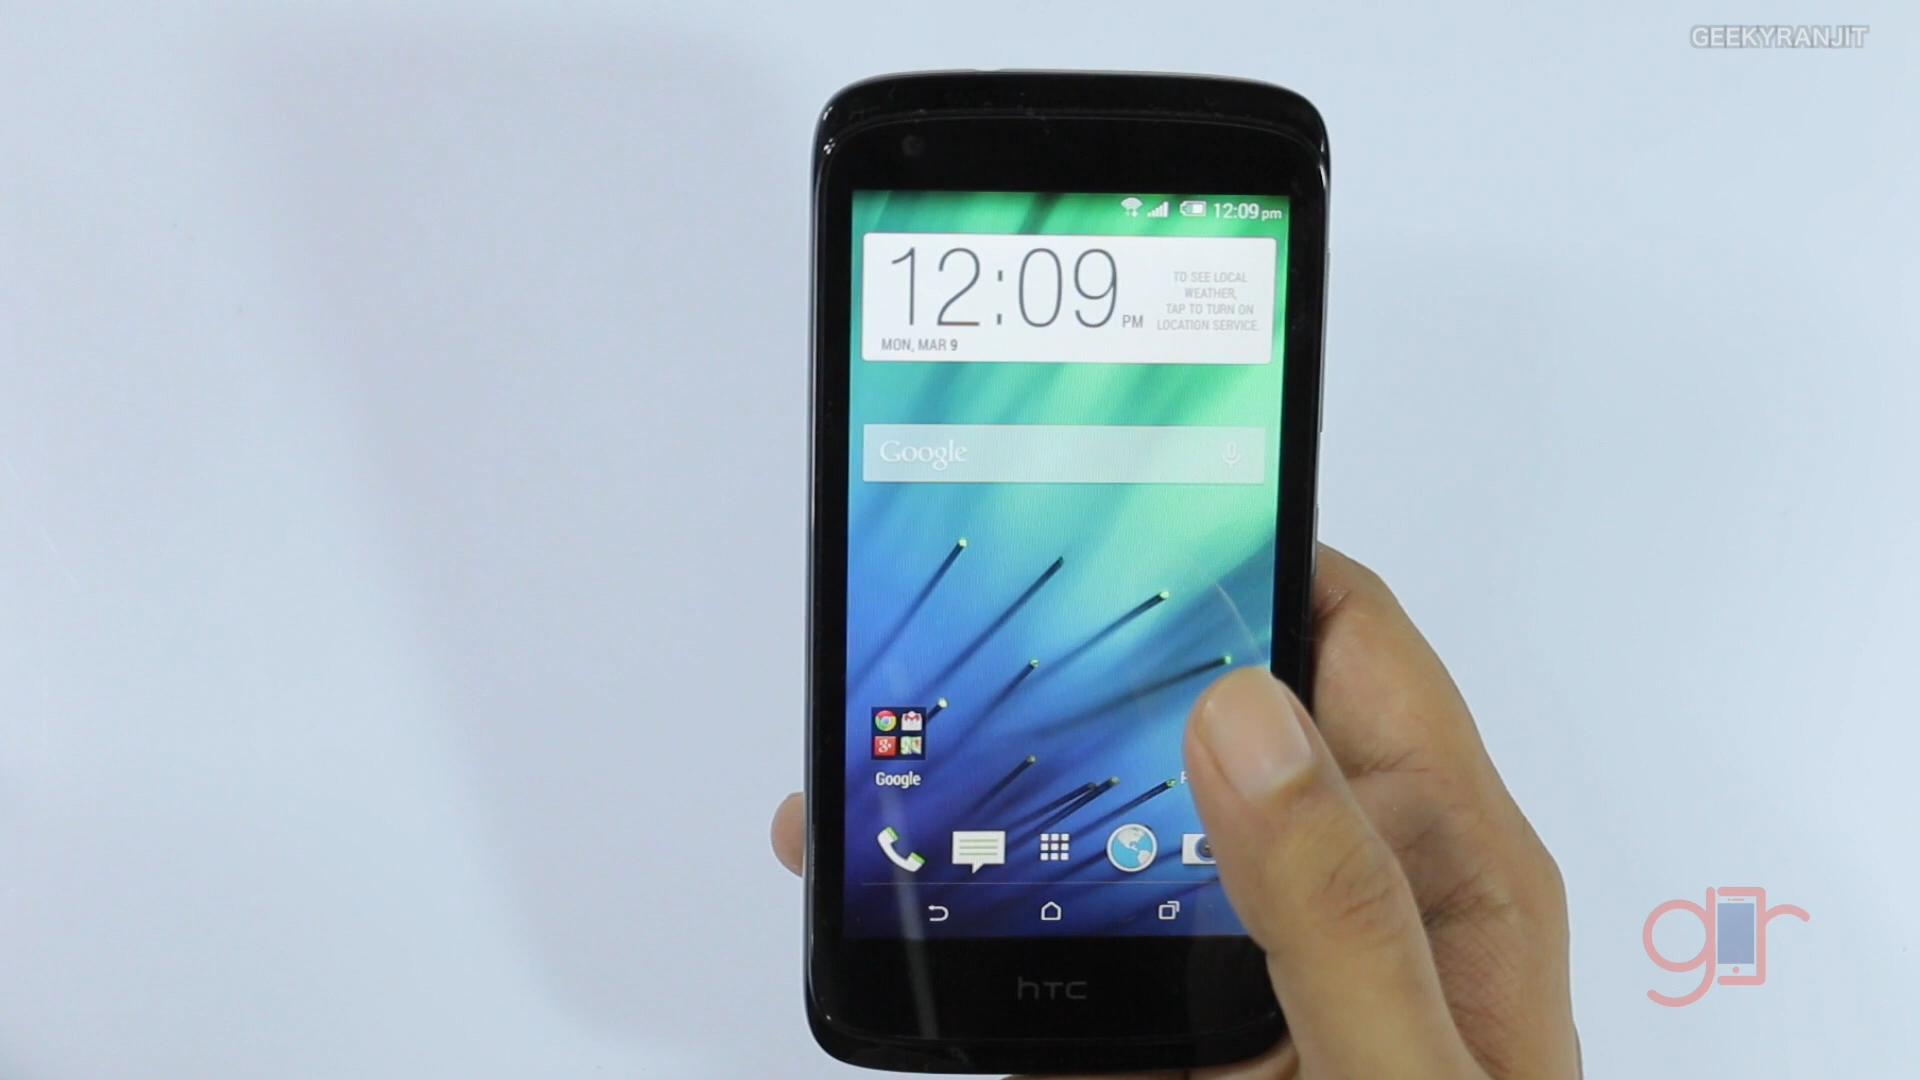 GEEKYRANJIT
12:09 pm
12:09 PM
TO SEE LOCAL
WEATHER,
TAP TO TURN ON
LOCATION SERVICE.
MON, MAR 9
Google
Google
hTC
gr